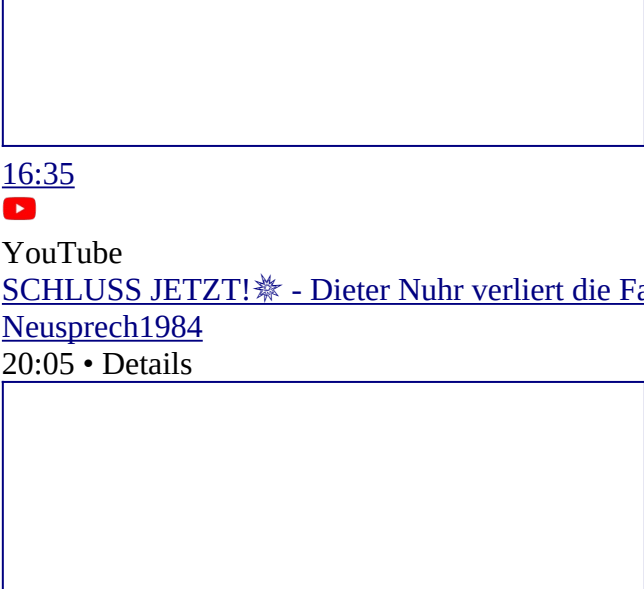 16:35
YouTube
SCHLUSS JETZT!✵ - Dieter Nuhr verliert die Fa
Neusprech1984
20:05 • Details